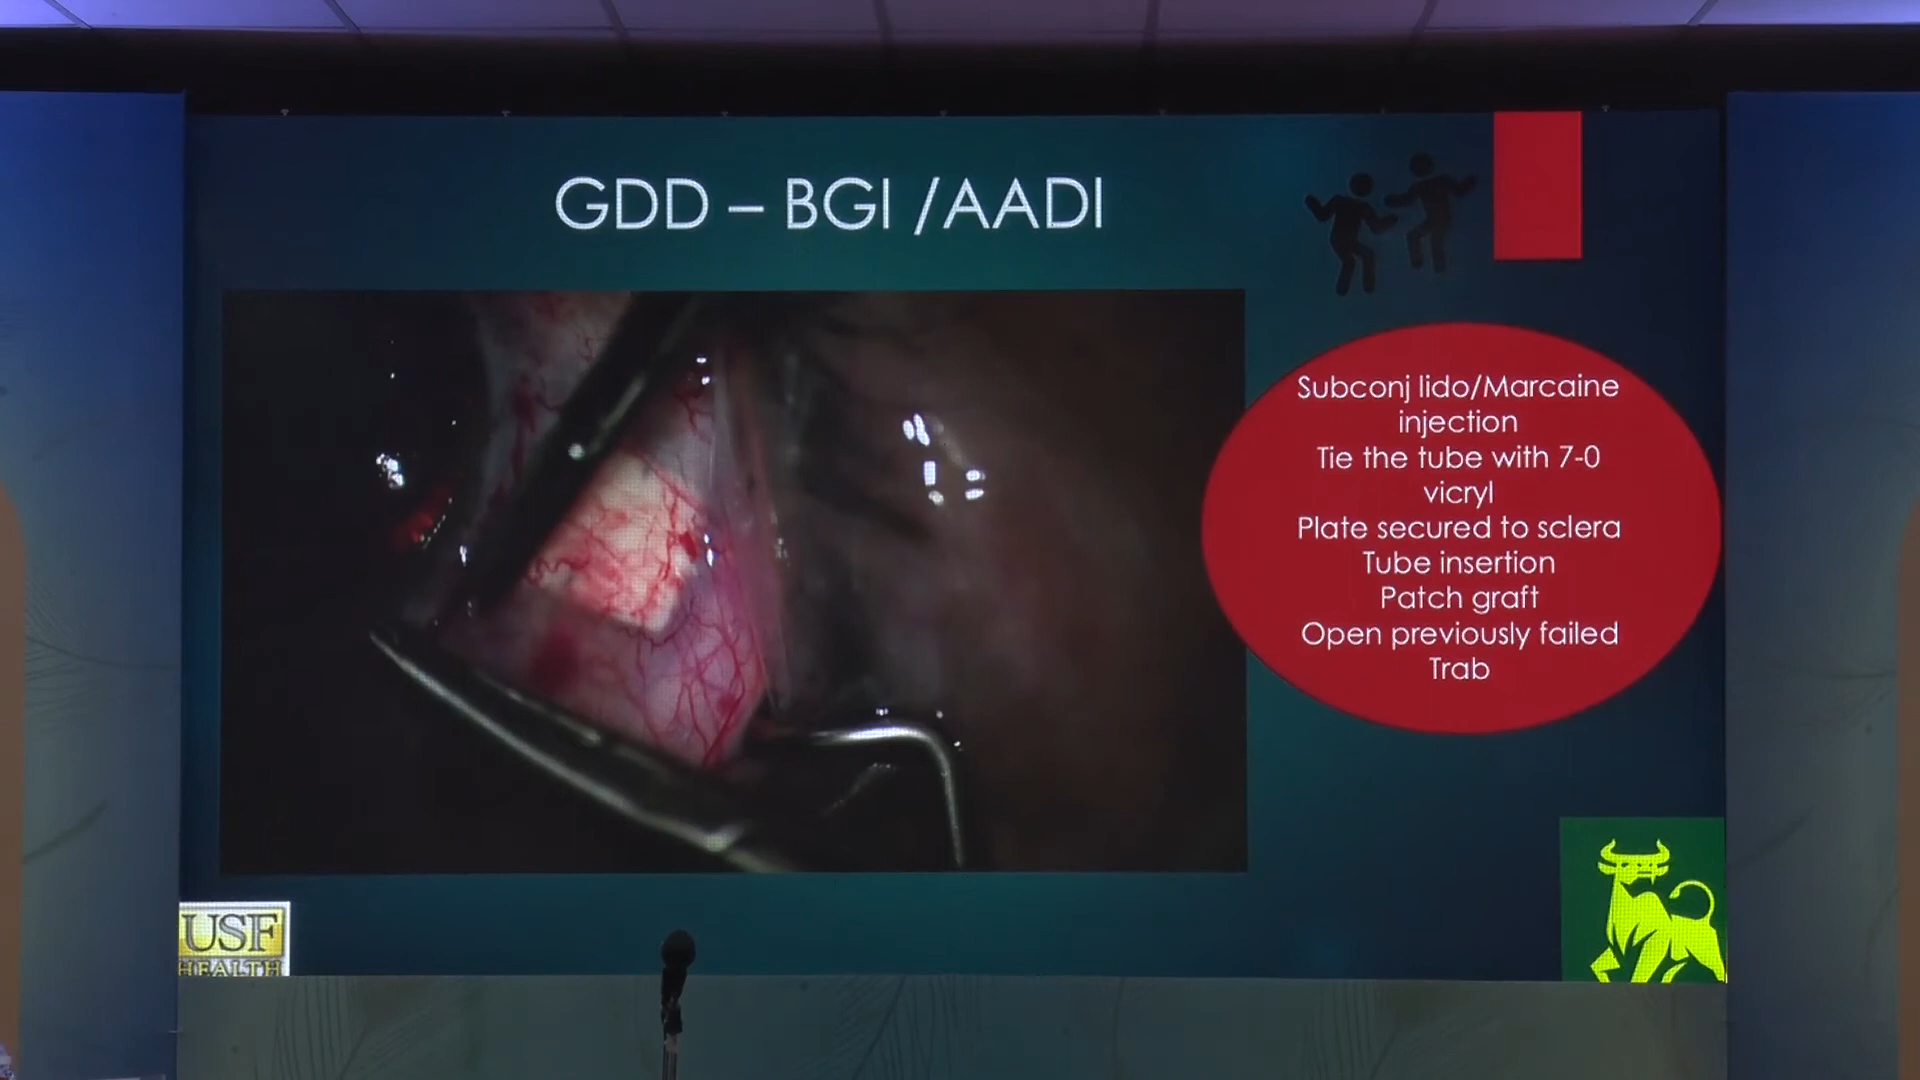 GDD – BGI /AADI
Subconj lido/Marcaine
injection
Tie the tube with 7-0
vicryl
Plate secured to sclera
Tube insertion
Patch graft
Open previously failed
Trab
USF
HEALTH